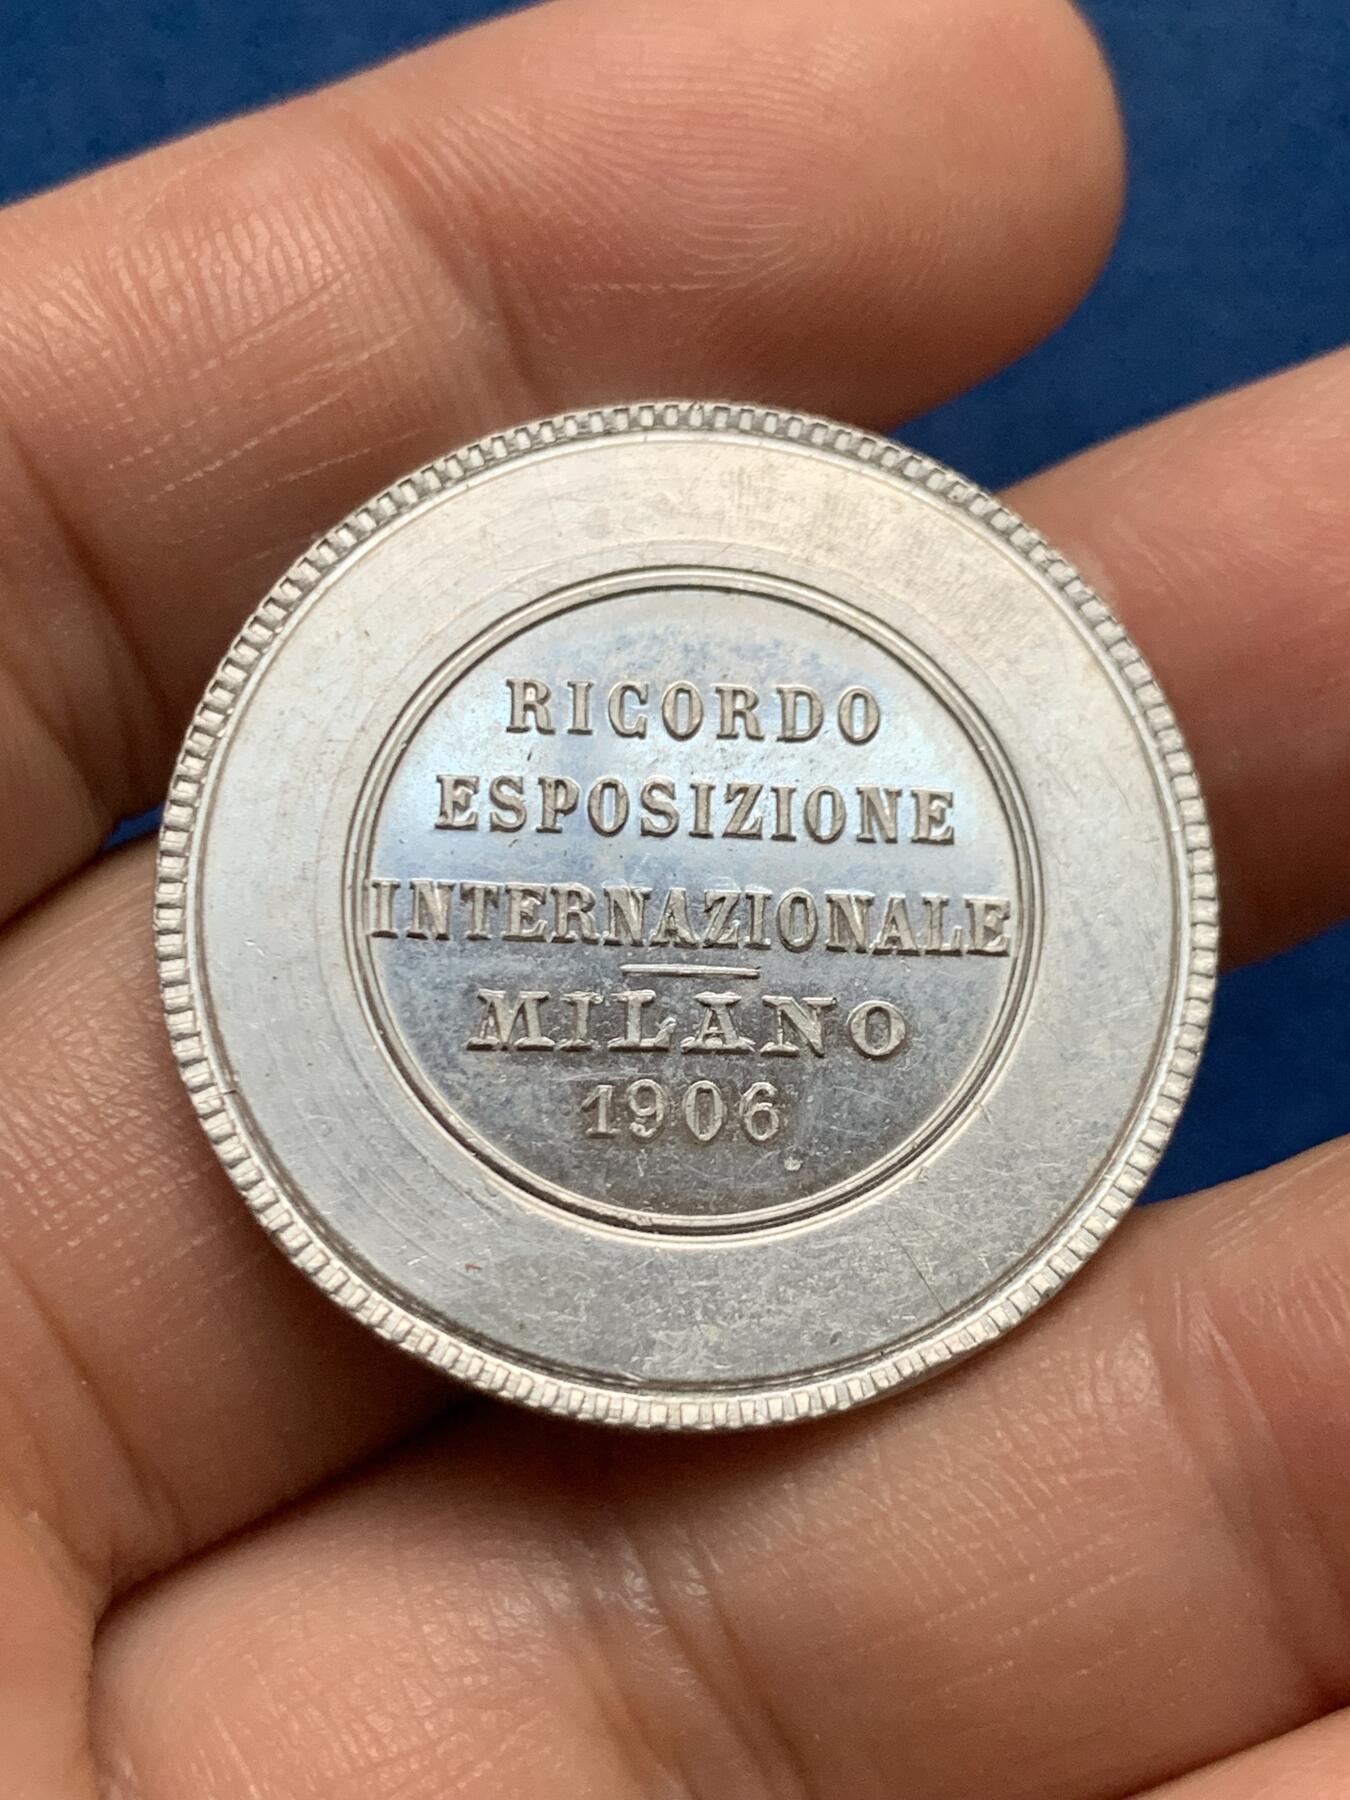 RICORDO
ESPOSIZIONE
INTERNAZIONALE
MILANO
1906